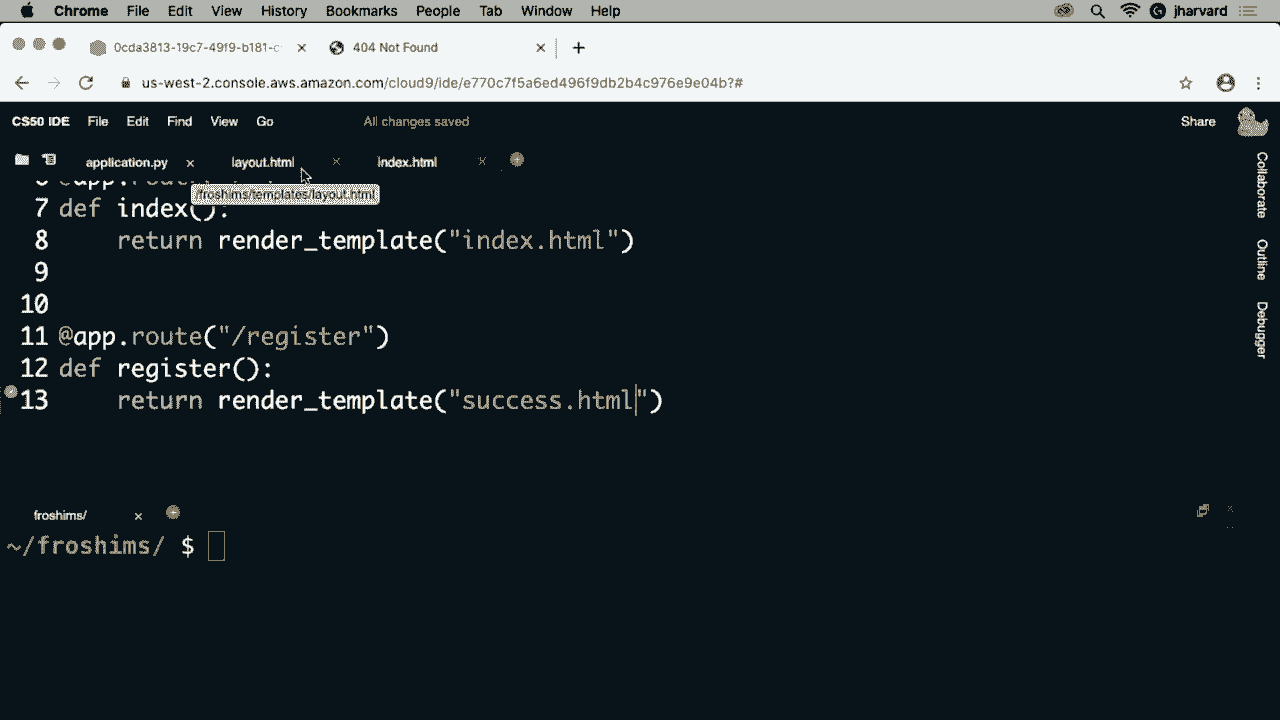 Chrome File Edit View History Bookmarks People Tab Window Help jharvard
0cda3813-19c7-49f9-b181-c 404 Not Found
us-west-2.console.aws.amazon.com/cloud9/ide/e770c7f5a6ed496f9db2b4c976e9e04b?#
CS50 IDE File Edit Find View Go All changes saved Share
application.py layout.html index.html
/froshims/templates/layout.html
7 def index():
8 return render_template("index.html")
9
10
11 @app.route("/register")
12 def register():
13 return render_template("success.html")
Collaborate
Outline
Debugger
froshims/
~/froshims/ $